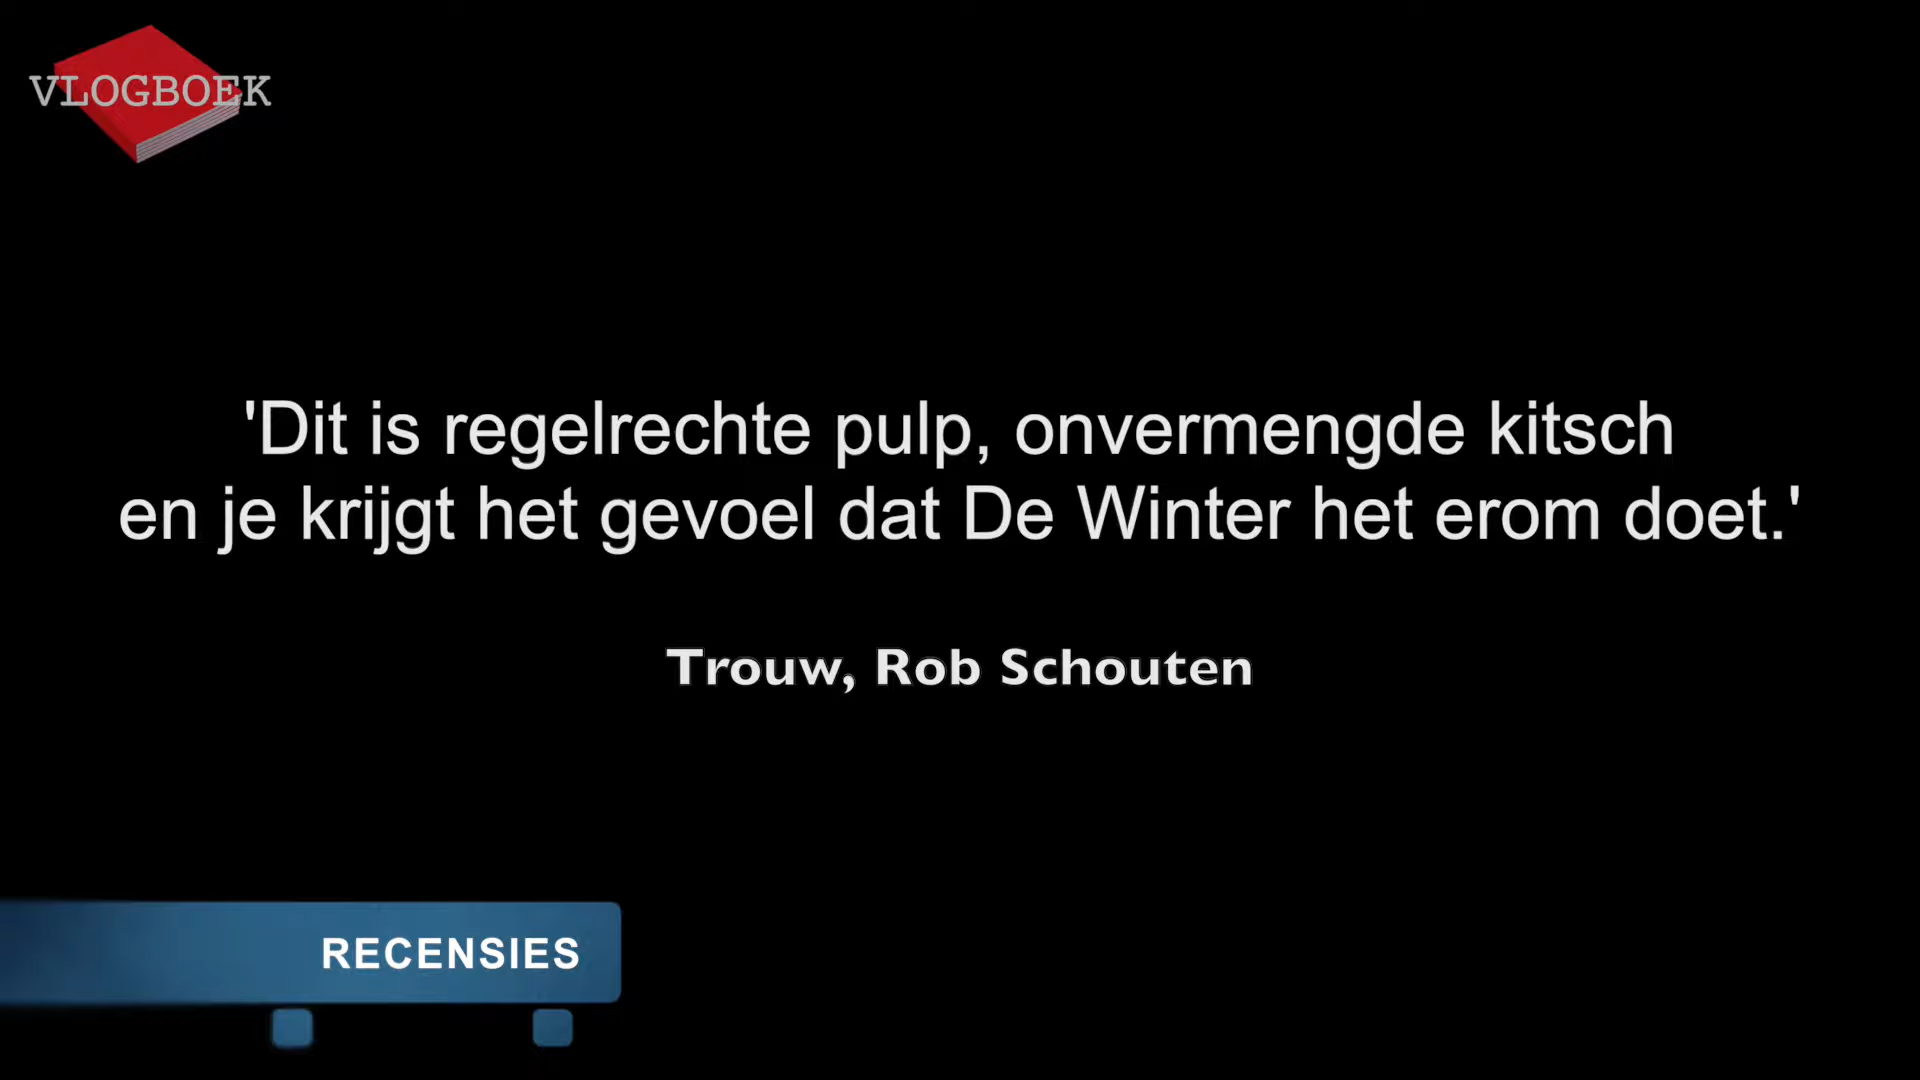 VLOGBOEK
'Dit is regelrechte pulp, onvermengde kitsch
en je krijgt het gevoel dat De Winter het erom doet.'
Trouw, Rob Schouten
RECENSIES